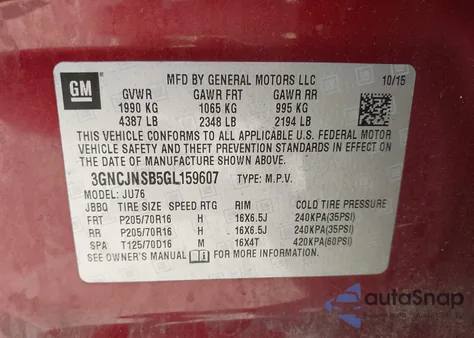 GM
MFD BY GENERAL MOTORS LLC 10/15
GVWR GAWR FRT GAWR RR
1990 KG 1065 KG 995 KG
4387 LB 2348 LB 2194 LB
THIS VEHICLE CONFORMS TO ALL APPLICABLE U.S. FEDERAL MOTOR
VEHICLE SAFETY AND THEFT PREVENTION STANDARDS IN EFFECT ON
THE DATE OF MANUFACTURE SHOWN ABOVE.
3GNCJNSB5GL159607 TYPE: M.P.V.
MODEL: JU76
JBBQ TIRE SIZE SPEED RTG RIM COLD TIRE PRESSURE
FRT P205/70R16 H 16X6.5J 240KPA(35PSI)
RR P205/70R16 H 16X6.5J 240KPA(35PSI)
SPA T125/70D16 M 16X4T 420KPA(60PSI)
SEE OWNER'S MANUAL FOR MORE INFORMATION.
autoSnap